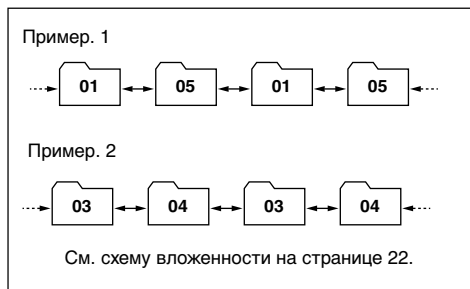 Пример. 1
01 05 01 05
Пример. 2
03 04 03 04
См. схему вложенности на странице 22.